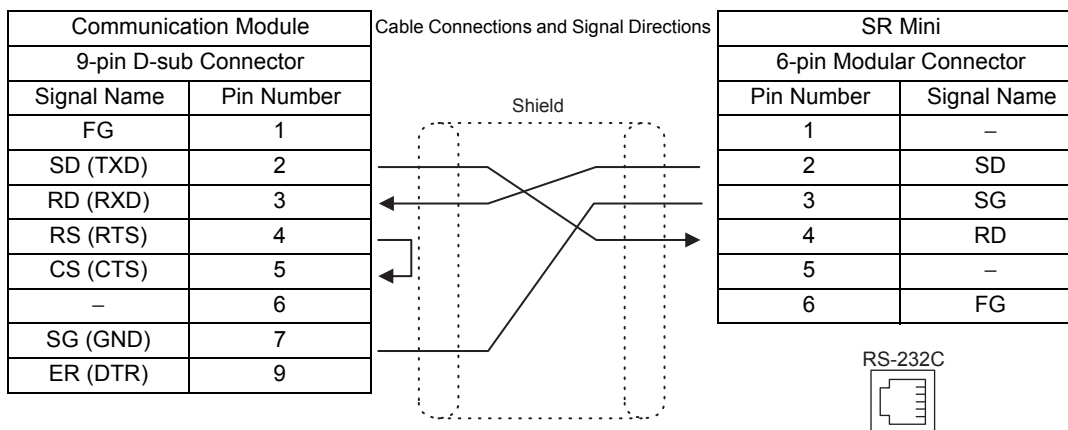 Communication Module Cable Connections and Signal Directions SR Mini
9-pin D-sub Connector 6-pin Modular Connector
Signal Name Pin Number Pin Number Signal Name
Shield
FG 1 1 –
SD (TXD) 2 2 SD
RD (RXD) 3 3 SG
RS (RTS) 4 4 RD
CS (CTS) 5 5 –
– 6 6 FG
SG (GND) 7
ER (DTR) 9
RS-232C